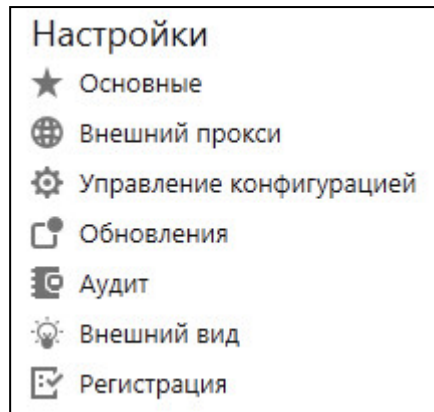 Настройки
Основные
Внешний прокси
Управление конфигурацией
Обновления
Аудит
Внешний вид
Регистрация